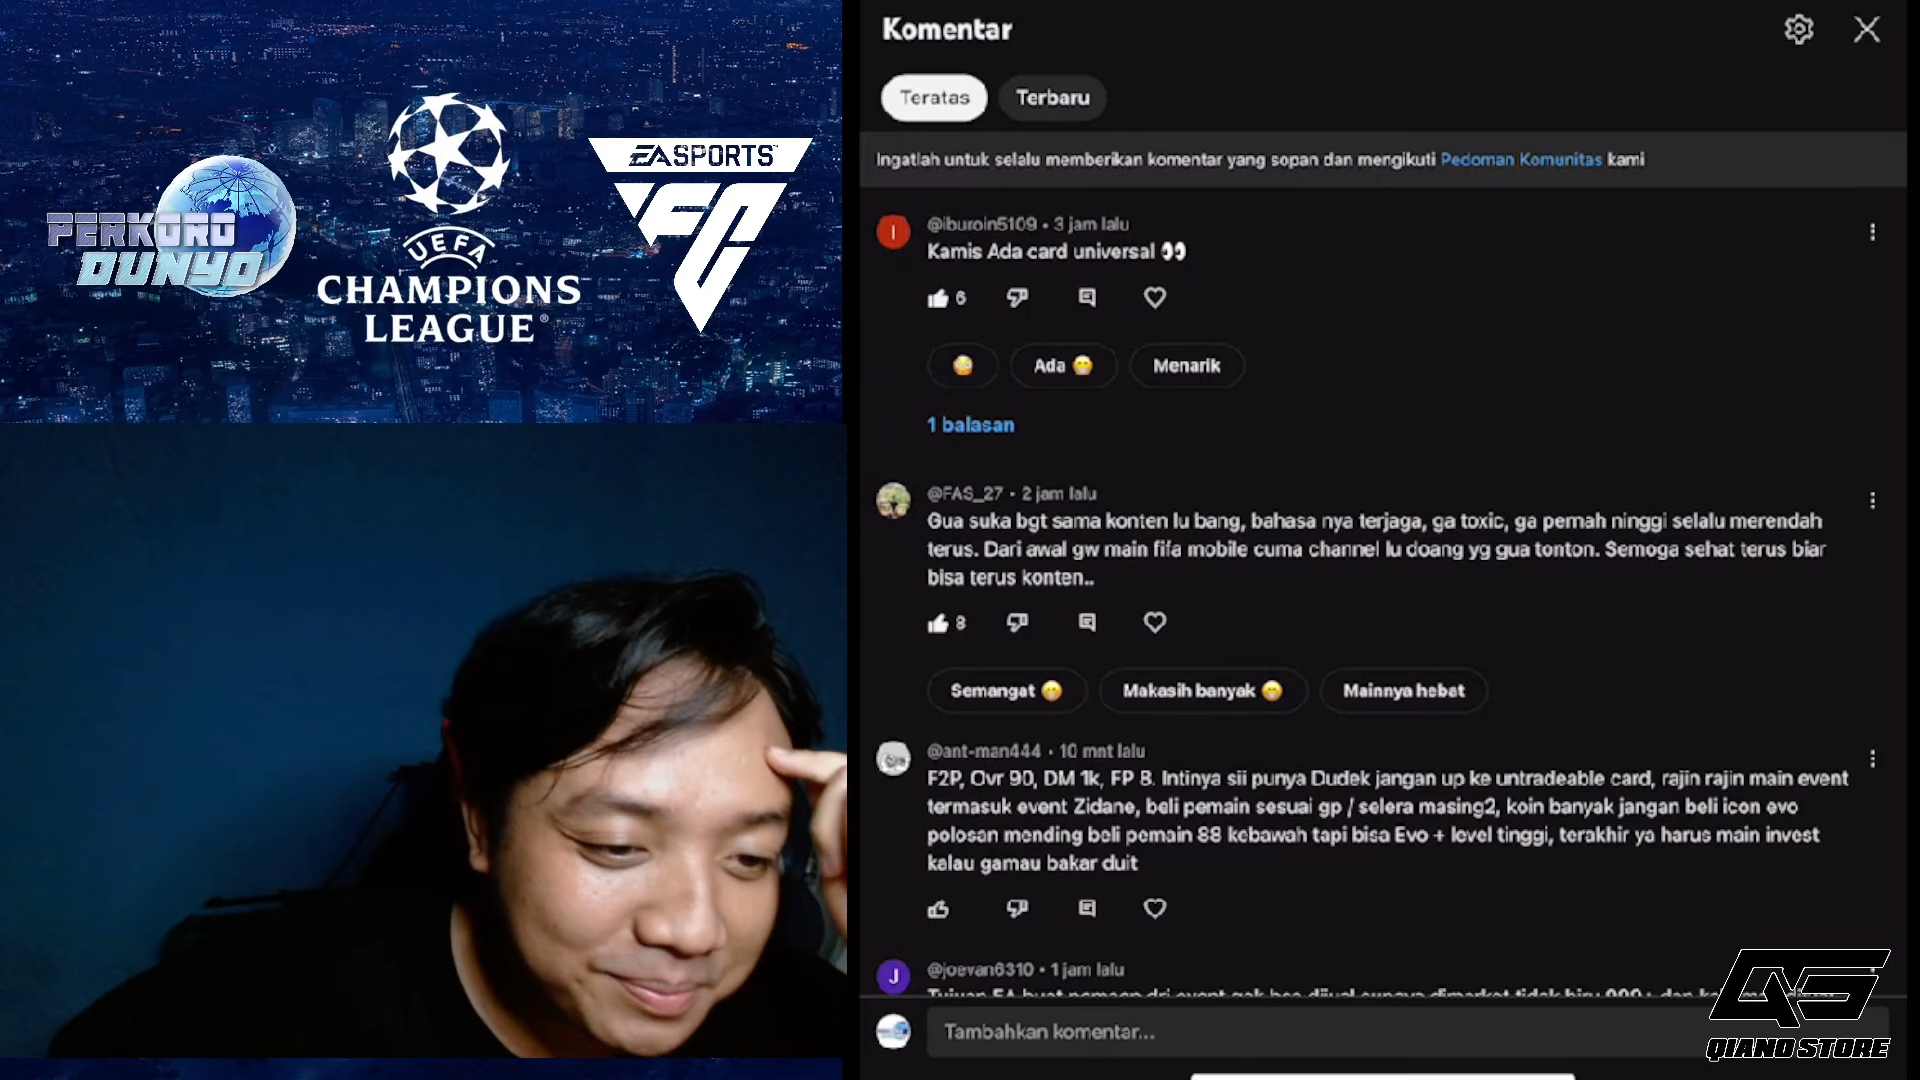 PERKORO
DUNYO
UEFA
CHAMPIONS
LEAGUE®
EA SPORTS™
FC
Komentar
Teratas
Terbaru
Ingatlah untuk selalu memberikan komentar yang sopan dan mengikuti Pedoman Komunitas kami
I
@iburoin5109 • 3 jam lalu
Kamis Ada card universal 👀
6
😳
Ada 😁
Menarik
1 balasan
@FAS_27 • 2 jam lalu
Gua suka bgt sama konten lu bang, bahasa nya terjaga, ga toxic, ga pernah ninggi selalu merendah
terus. Dari awal gw main fifa mobile cuma channel lu doang yg gua tonton. Semoga sehat terus biar
bisa terus konten..
8
Semangat 😁
Makasih banyak 😁
Mainnya hebat
@ant-man444 • 10 mnt lalu
F2P, Ovr 90, DM 1k, FP 8. Intinya sii punya Dudek jangan up ke untradeable card, rajin rajin main event
termasuk event Zidane, beli pemain sesuai gp / selera masing2, koin banyak jangan beli icon evo
polosan mending beli pemain 88 kebawah tapi bisa Evo + level tinggi, terakhir ya harus main invest
kalau gamau bakar duit
J
@joevan6310 • 1 jam lalu
Tambahkan komentar...
QS
QIANO STORE